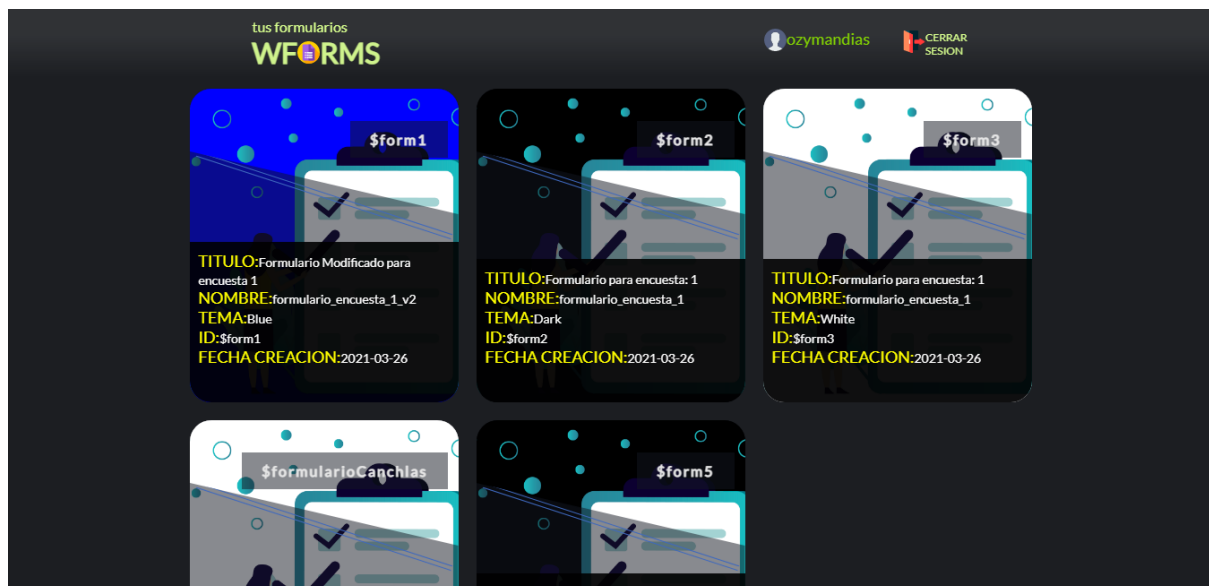 tus formularios
WFORMS
ozymandias
CERRAR
SESION
$form1
TITULO:Formulario Modificado para
encuesta 1
NOMBRE:formulario_encuesta_1_v2
TEMA:Blue
ID:$form1
FECHA CREACION:2021-03-26
$form2
TITULO:Formulario para encuesta: 1
NOMBRE:formulario_encuesta_1
TEMA:Dark
ID:$form2
FECHA CREACION:2021-03-26
$form3
TITULO:Formulario para encuesta: 1
NOMBRE:formulario_encuesta_1
TEMA:White
ID:$form3
FECHA CREACION:2021-03-26
$formularioCanchlas
$form5